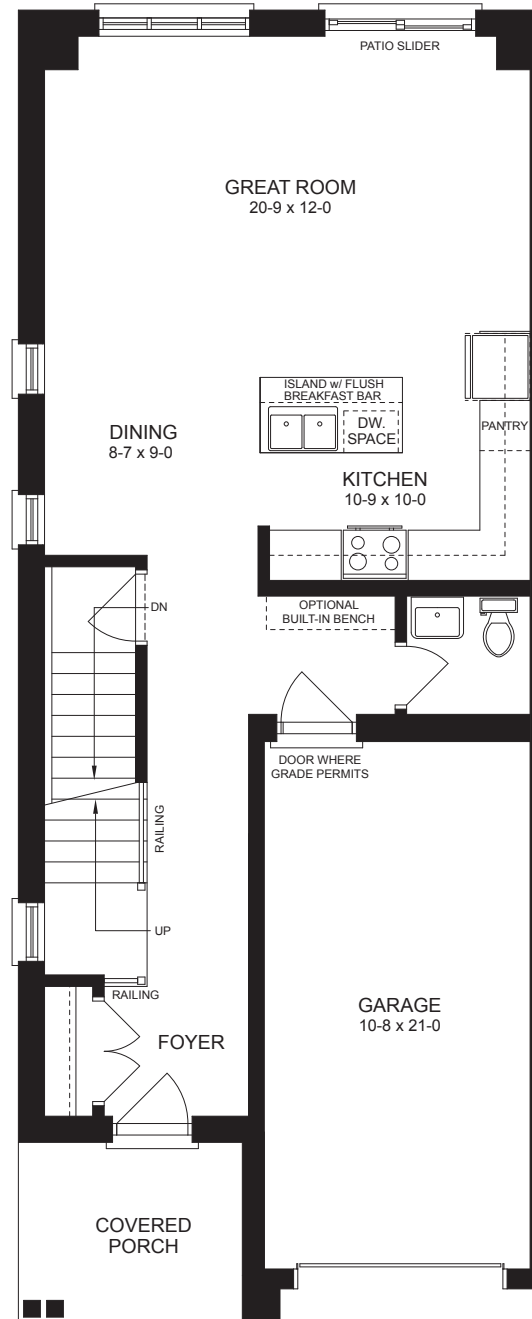 PATIO SLIDER
GREAT ROOM
20-9 x 12-0
ISLAND w/ FLUSH
BREAKFAST BAR
DW.
SPACE
PANTRY
DINING
8-7 x 9-0
KITCHEN
10-9 x 10-0
OPTIONAL
BUILT-IN BENCH
DN
DOOR WHERE
GRADE PERMITS
RAILING
UP
RAILING
FOYER
GARAGE
10-8 x 21-0
COVERED
PORCH